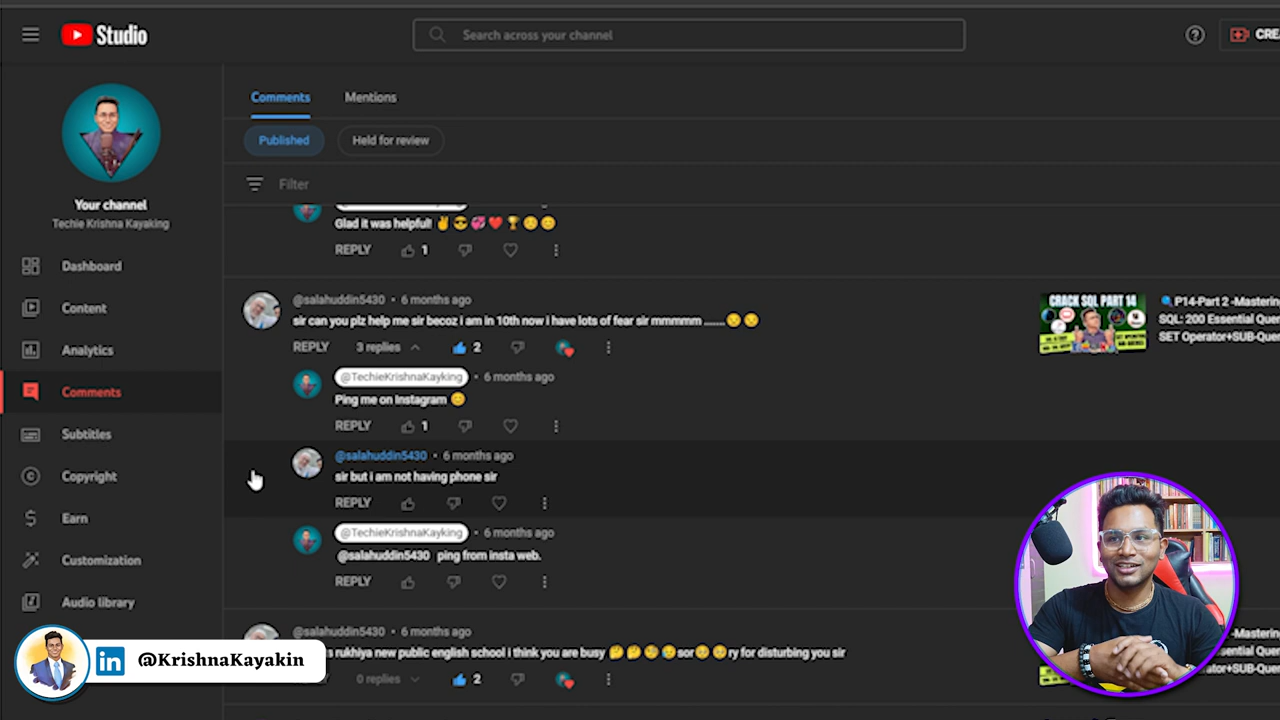 Studio
Search across your channel
CRE
Comments
Mentions
Published
Held for review
Filter
Your channel
Techie Krishna Kayaking
Dashboard
Content
Analytics
Comments
Subtitles
Copyright
Earn
Customization
Audio library
Glad it was helpful! ✌😎💞❤🏆😊😊
REPLY 1
@salahuddin5430 • 6 months ago
sir can you plz help me sir becoz i am in 10th now i have lots of fear sir mmmmm ....... 😒😒
REPLY 3 replies 2
@TechieKrishnaKayking • 6 months ago
Ping me on Instagram 😊
REPLY 1
@salahuddin5430 • 6 months ago
sir but i am not having phone sir
REPLY
@TechieKrishnaKayking • 6 months ago
@salahuddin5430 ping from insta web.
REPLY
@salahuddin5430 • 6 months ago
rukhiya new public english school i think you are busy 🤔🤔🧐😥sor🥺🥺ry for disturbing you sir
0 replies 2
CRACK SQL PART 14
🔍P14-Part 2 -Mastering
SQL: 200 Essential Quer
SET Operator+SUB-Quer
in @KrishnaKayakin